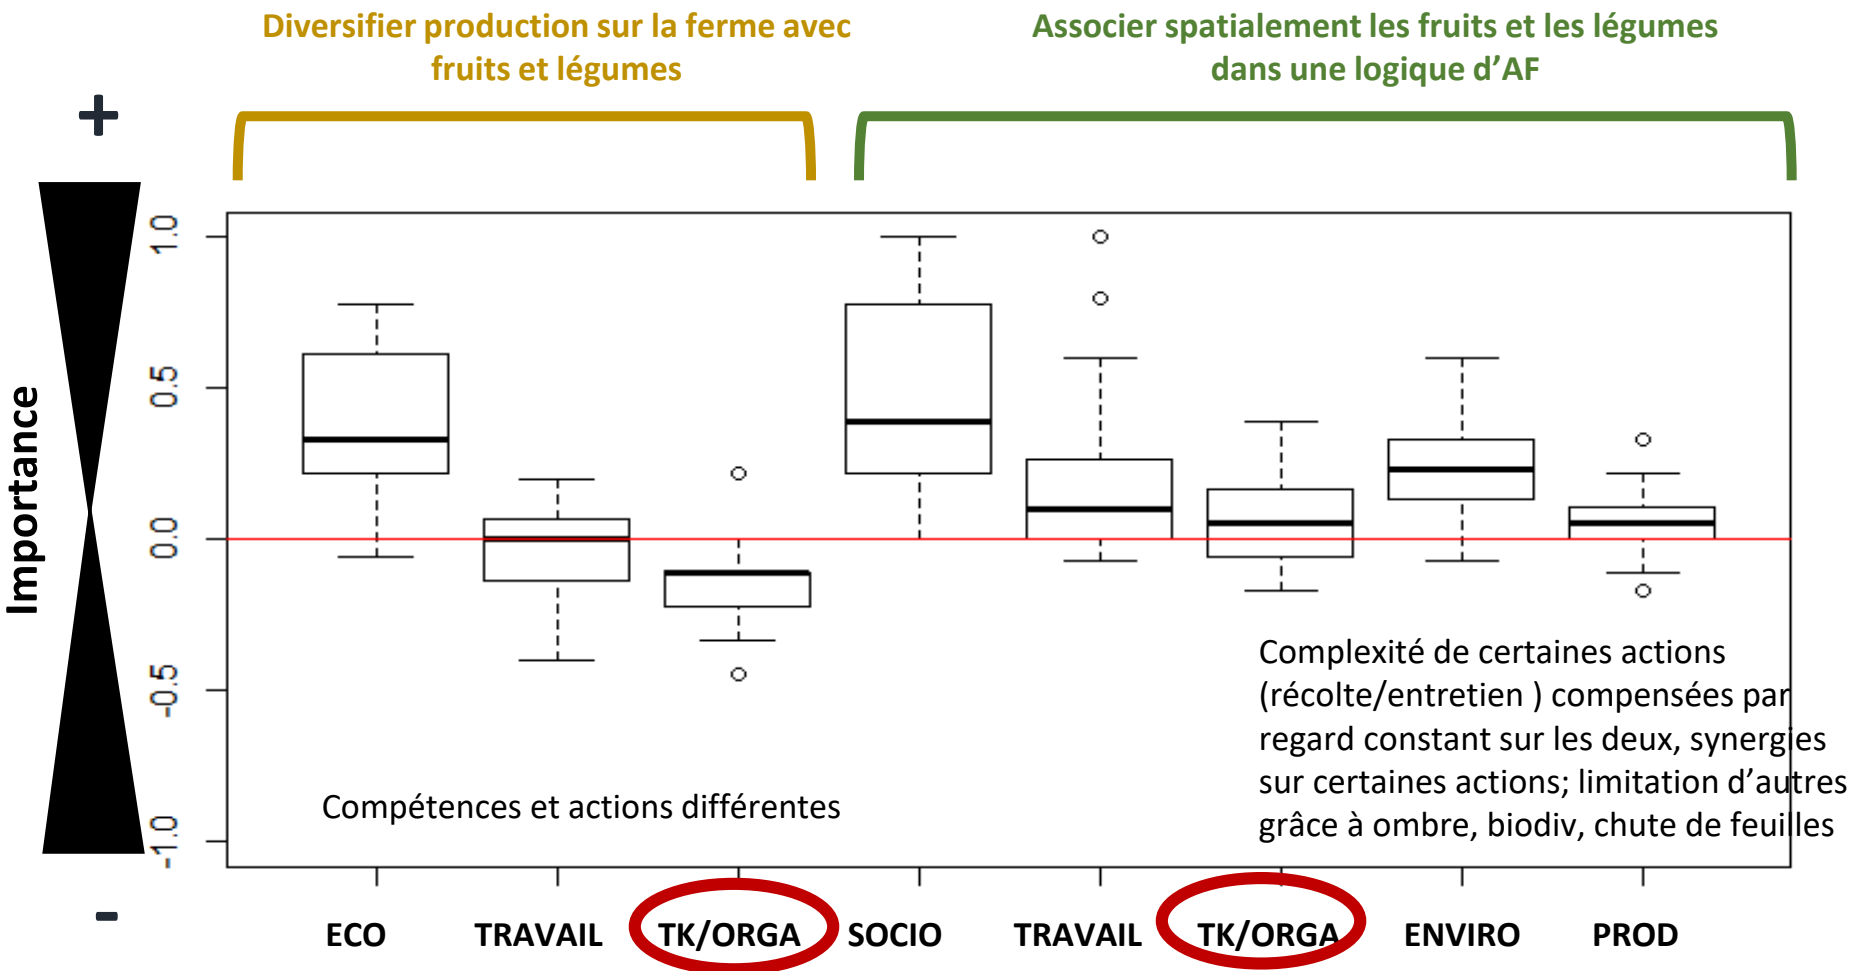 Diversifier production sur la ferme avec
fruits et légumes
Associer spatialement les fruits et les légumes
dans une logique d’AF
+
Importance
-
1.0
0.5
0.0
-0.5
-1.0
Compétences et actions différentes
Complexité de certaines actions
(récolte/entretien ) compensées par
regard constant sur les deux, synergies
sur certaines actions; limitation d’autres
grâce à ombre, biodiv, chute de feuilles
ECO TRAVAIL TK/ORGA SOCIO TRAVAIL TK/ORGA ENVIRO PROD